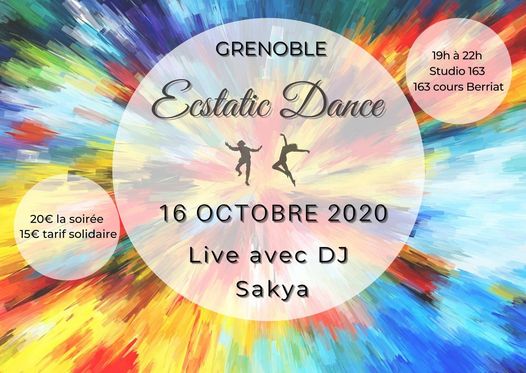 GRENOBLE
Ecstatic Dance
16 OCTOBRE 2020
Live avec DJ
Sakya
19h à 22h
Studio 163
163 cours Berriat
20€ la soirée
15€ tarif solidaire